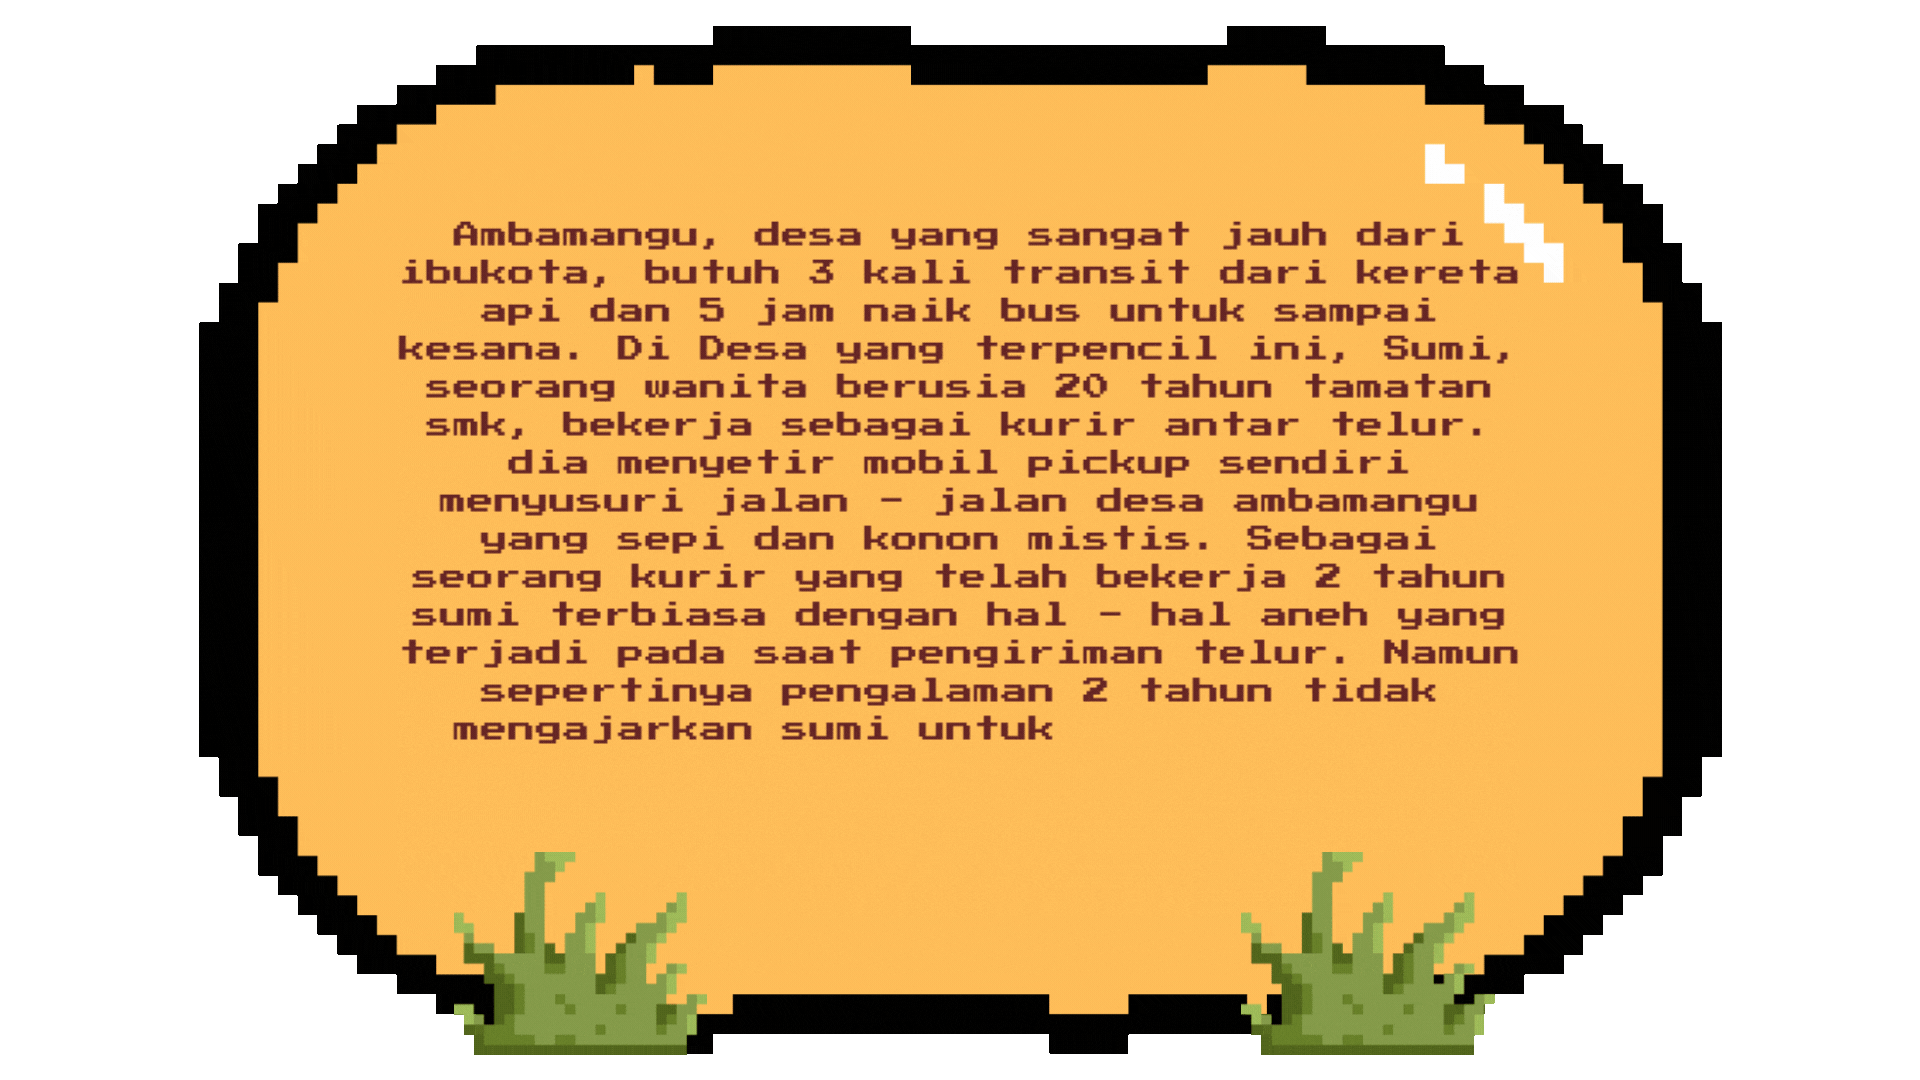 Ambamangu, desa yang sangat jauh dari
ibukota, butuh 3 kali transit dari kereta
api dan 5 jam naik bus untuk sampai
kesana. Di Desa yang terpencil ini, Sumi,
seorang wanita berusia 20 tahun tamatan
smk, bekerja sebagai kurir antar telur.
dia menyetir mobil pickup sendiri
menyusuri jalan - jalan desa ambamangu
yang sepi dan konon mistis. Sebagai
seorang kurir yang telah bekerja 2 tahun
sumi terbiasa dengan hal - hal aneh yang
terjadi pada saat pengiriman telur. Namun
sepertinya pengalaman 2 tahun tidak
mengajarkan sumi untuk